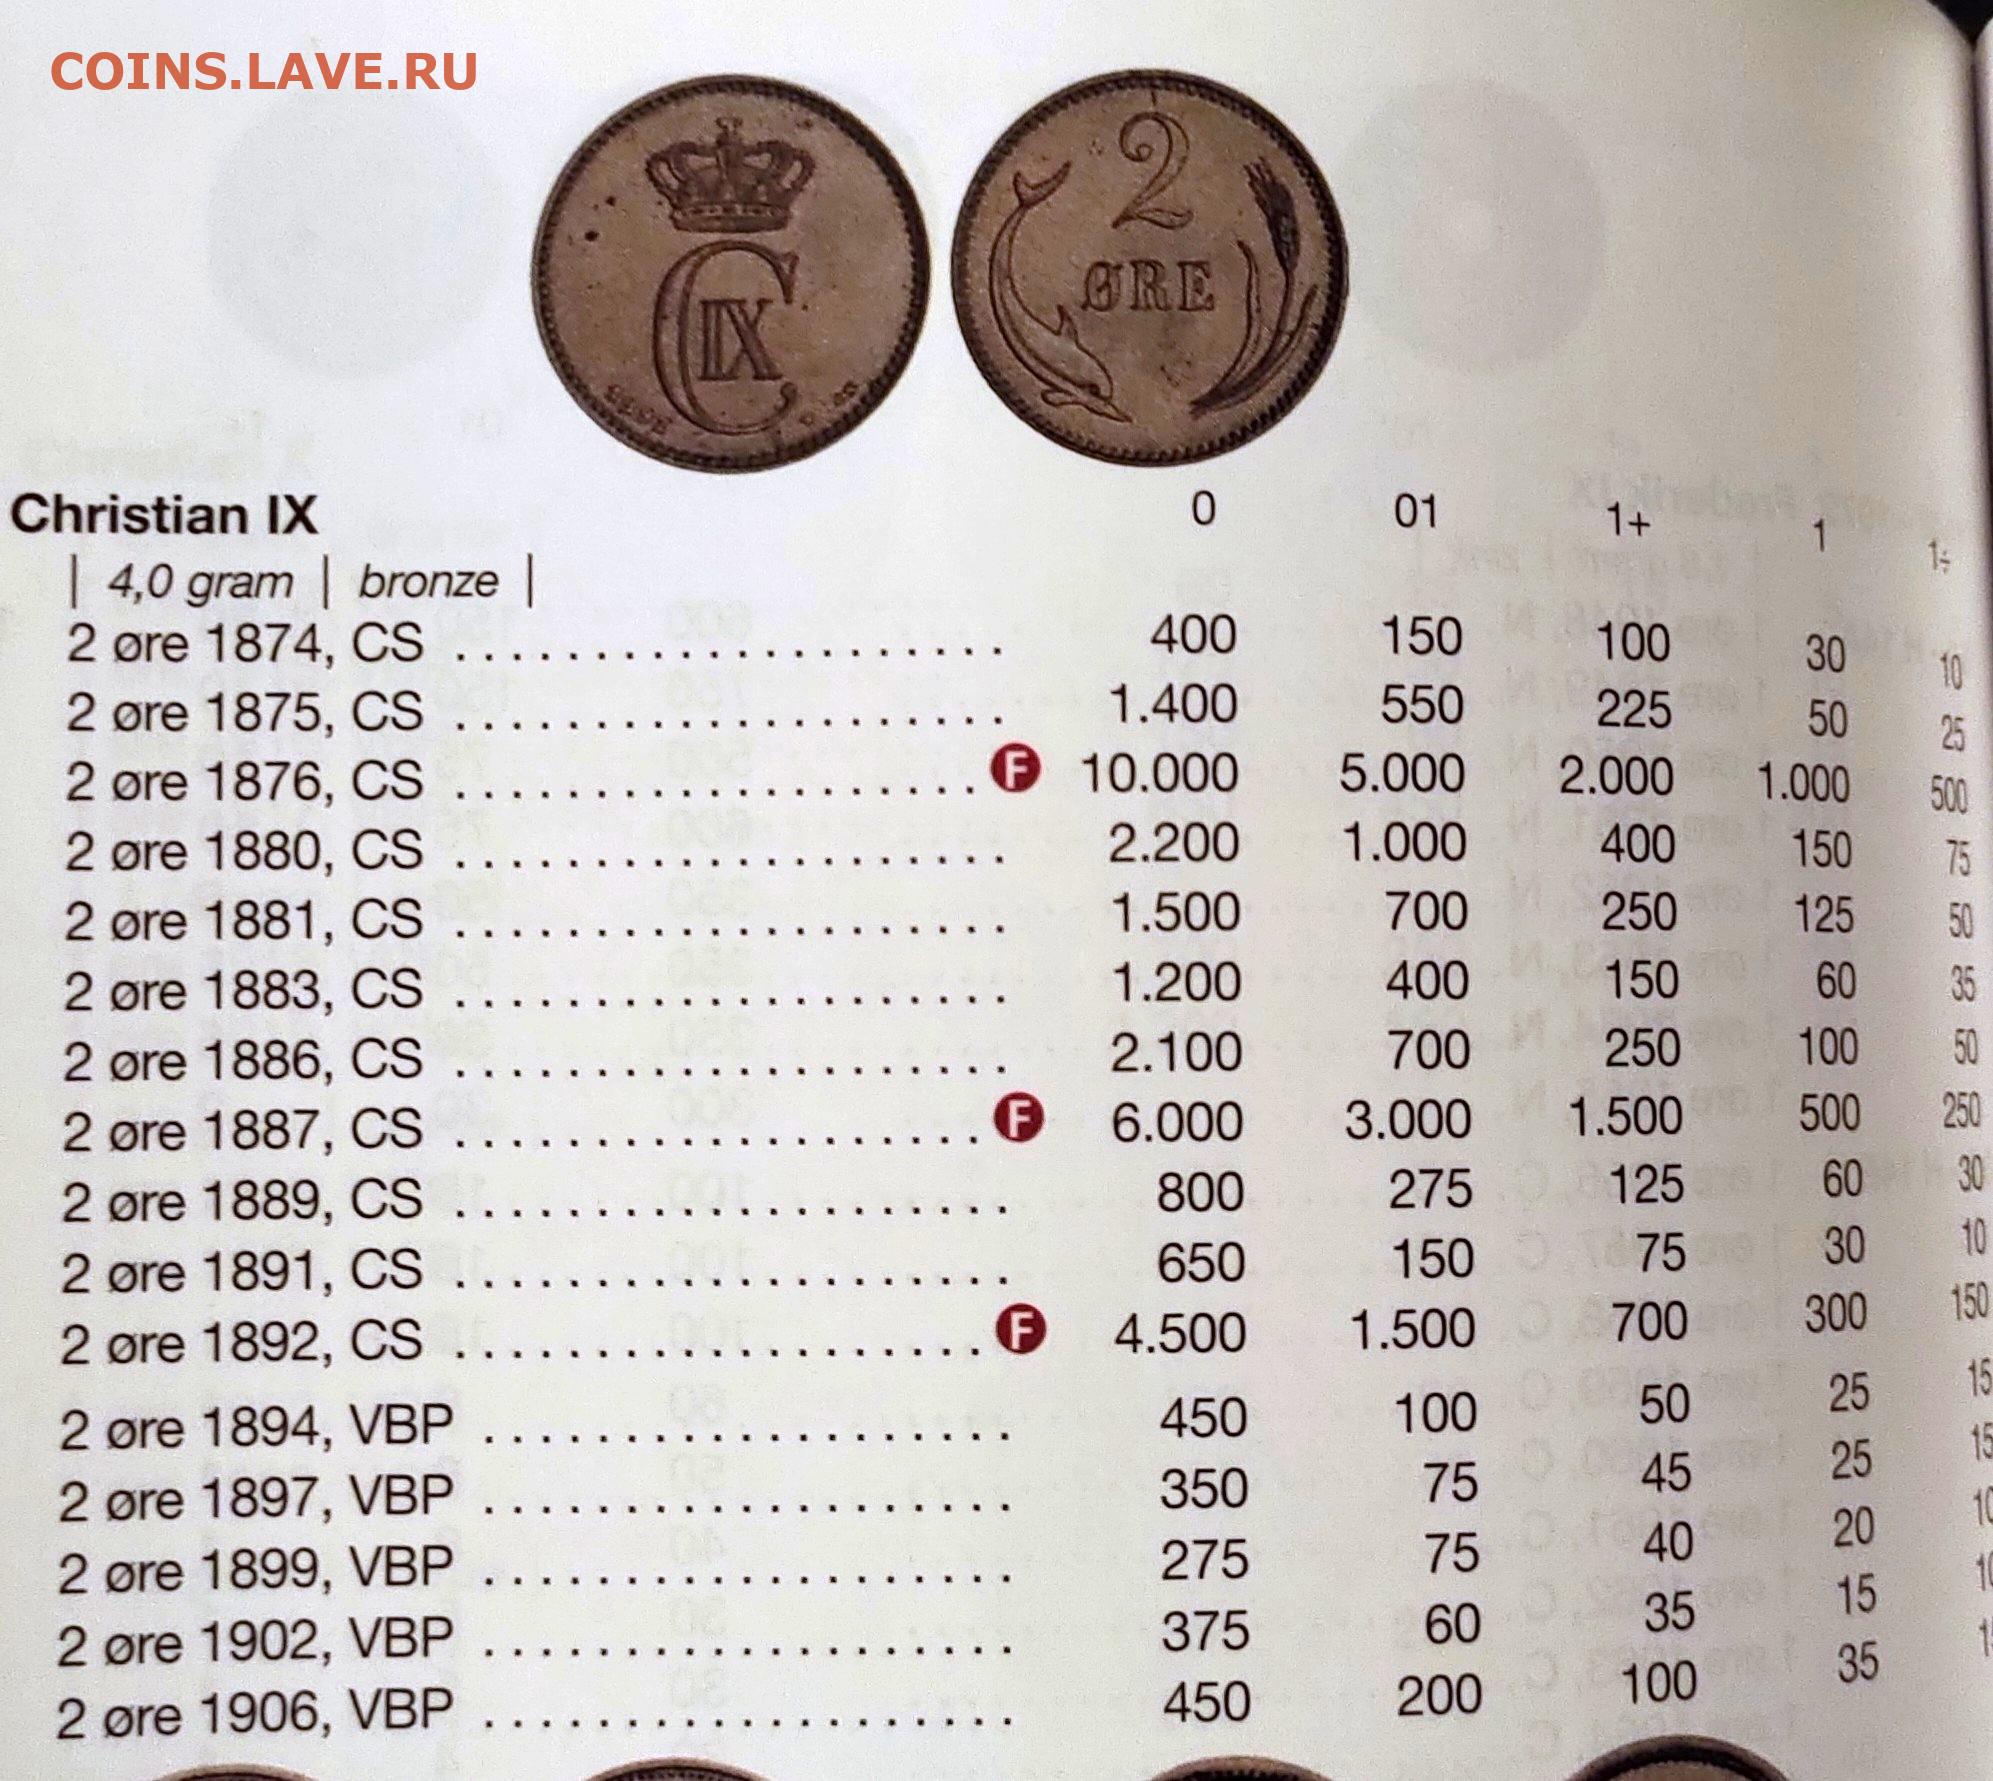 COINS.LAVE.RU
C IX
2
ØRE
Christian IX 0 01 1+ 1 1÷
| 4,0 gram | bronze |
2 øre 1874, CS .................... 400 150 100 30 10
2 øre 1875, CS .................... 1.400 550 225 50 25
2 øre 1876, CS ................... F 10.000 5.000 2.000 1.000 500
2 øre 1880, CS .................... 2.200 1.000 400 150 75
2 øre 1881, CS .................... 1.500 700 250 125 50
2 øre 1883, CS .................... 1.200 400 150 60 35
2 øre 1886, CS .................... 2.100 700 250 100 50
2 øre 1887, CS ................... F 6.000 3.000 1.500 500 250
2 øre 1889, CS .................... 800 275 125 60 30
2 øre 1891, CS .................... 650 150 75 30 10
2 øre 1892, CS ................... F 4.500 1.500 700 300 150
2 øre 1894, VBP ................... 450 100 50 25 15
2 øre 1897, VBP ................... 350 75 45 25 15
2 øre 1899, VBP ................... 275 75 40 20 10
2 øre 1902, VBP ................... 375 60 35 15 10
2 øre 1906, VBP ................... 450 200 100 35